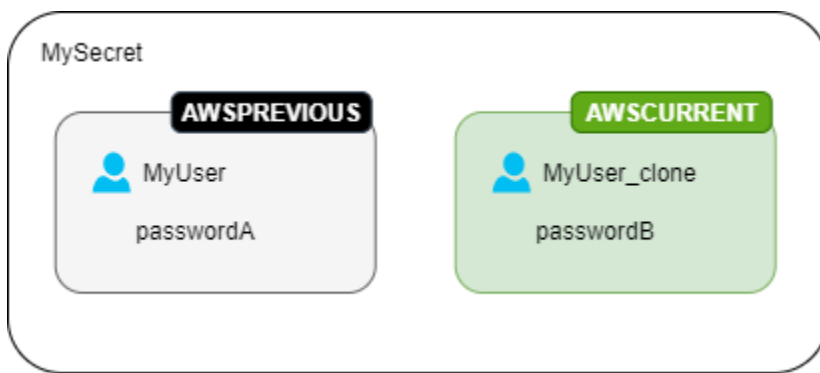 MySecret
AWSPREVIOUS
MyUser
passwordA
AWSCURRENT
MyUser_clone
passwordB